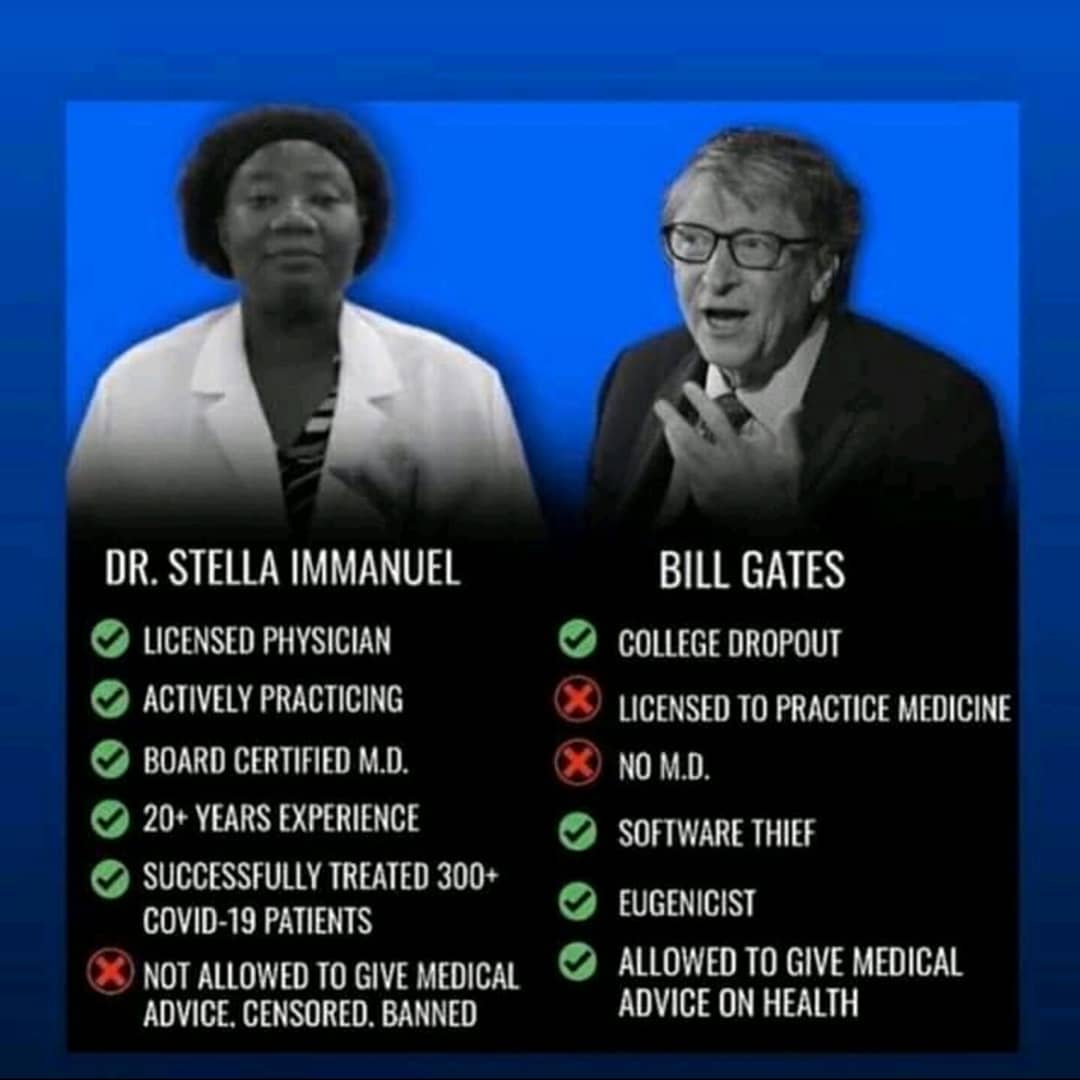 DR. STELLA IMMANUEL
LICENSED PHYSICIAN
ACTIVELY PRACTICING
BOARD CERTIFIED M.D.
20+ YEARS EXPERIENCE
SUCCESSFULLY TREATED 300+
COVID-19 PATIENTS
NOT ALLOWED TO GIVE MEDICAL
ADVICE. CENSORED. BANNED
BILL GATES
COLLEGE DROPOUT
LICENSED TO PRACTICE MEDICINE
NO M.D.
SOFTWARE THIEF
EUGENICIST
ALLOWED TO GIVE MEDICAL
ADVICE ON HEALTH